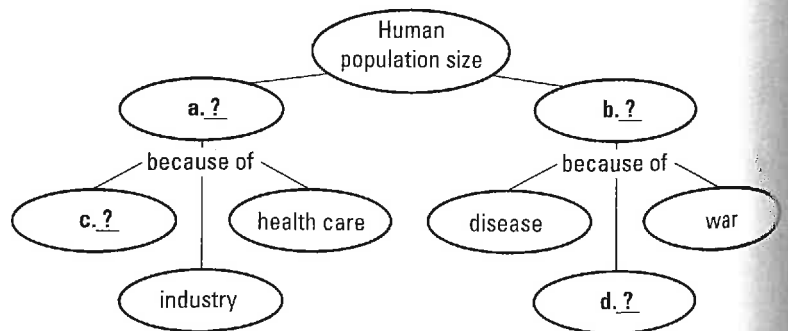 Human
population size
a. ?
b. ?
because of
because of
c. ?
health care
disease
war
industry
d. ?